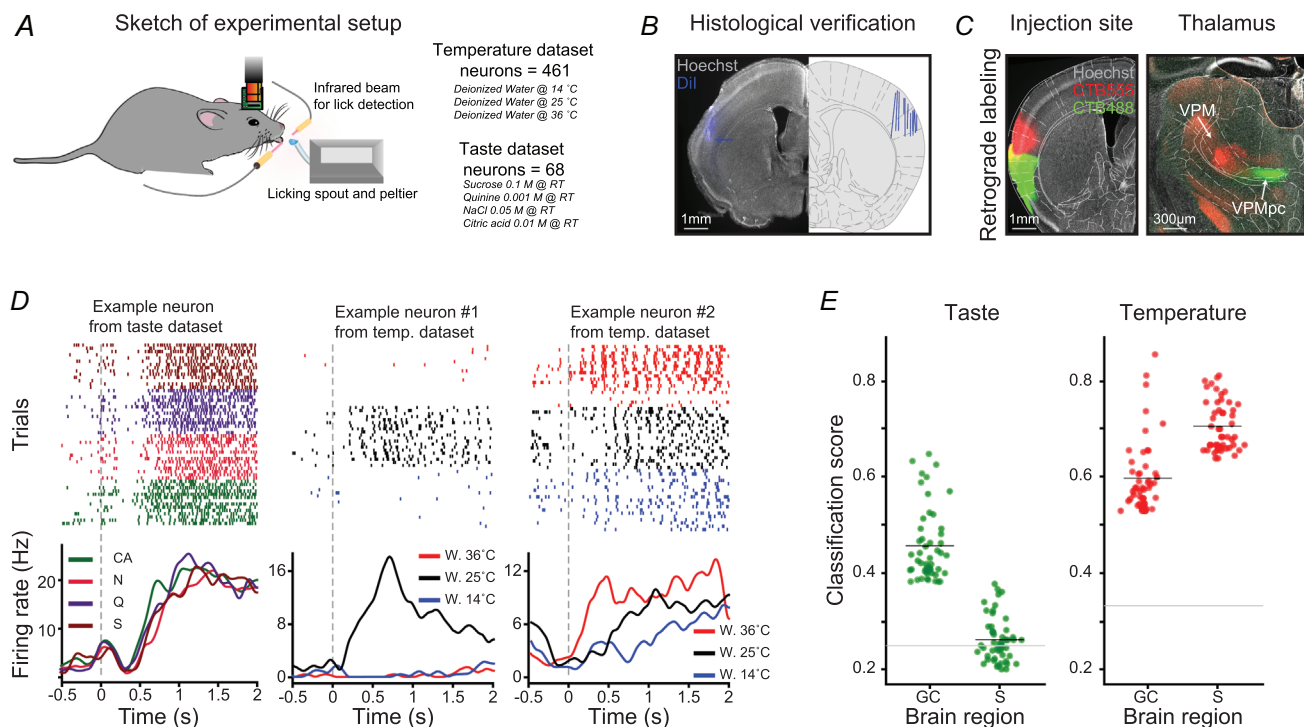 A
Sketch of experimental setup
Infrared beam
for lick detection
Licking spout and peltier
Temperature dataset
neurons = 461
Deionized Water @ 14 ˚C
Deionized Water @ 25 ˚C
Deionized Water @ 36 ˚C
Taste dataset
neurons = 68
Sucrose 0.1 M @ RT
Quinine 0.001 M @ RT
NaCl 0.05 M @ RT
Citric acid 0.01 M @ RT
B
Histological verification
Hoechst
DiI
1mm
C
Injection site
Thalamus
Retrograde labeling
Hoechst
CTB555
CTB488
1mm
VPM
VPMpc
300µm
D
Example neuron
from taste dataset
Example neuron #1
from temp. dataset
Example neuron #2
from temp. dataset
Trials
Firing rate (Hz)
20
10
0
CA
N
Q
S
-0.5 0 0.5 1 1.5 2
Time (s)
16
8
0
W. 36˚C
W. 25˚C
W. 14˚C
-0.5 0 0.5 1 1.5 2
Time (s)
12
6
0
W. 36˚C
W. 25˚C
W. 14˚C
-0.5 0 0.5 1 1.5 2
Time (s)
E
Taste
Temperature
Classification score
0.8
0.6
0.4
0.2
GC S
Brain region
0.8
0.6
0.4
0.2
GC S
Brain region